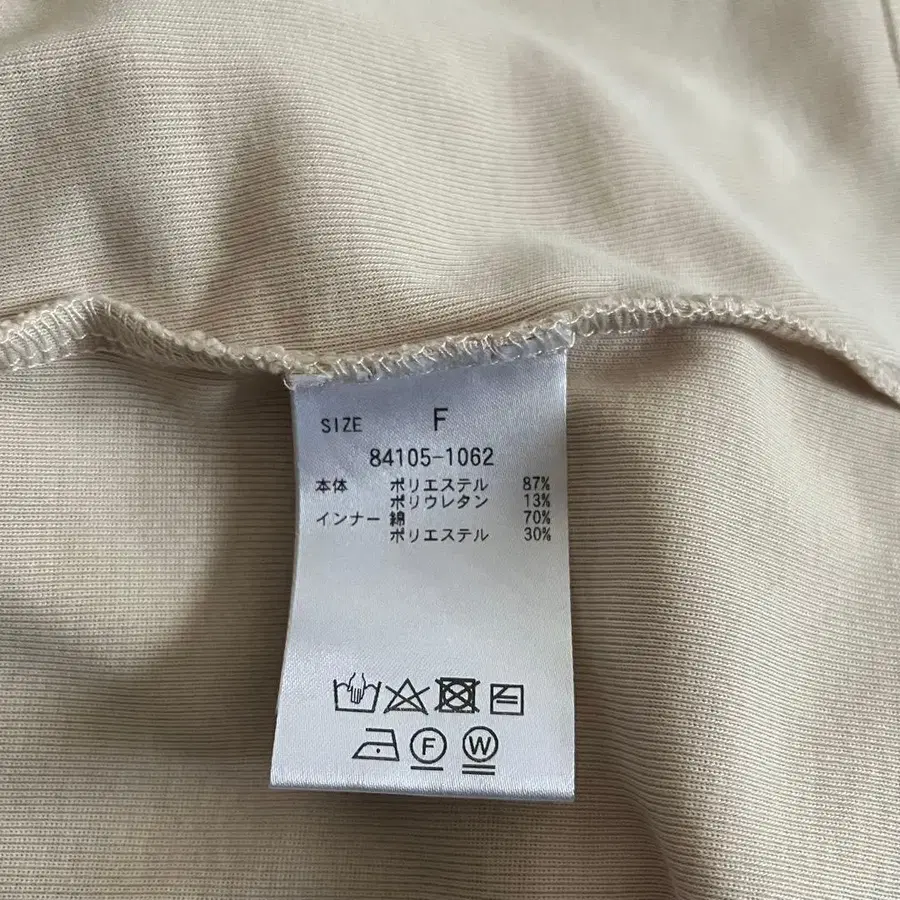 SIZE F
84105-1062
本体 ポリエステル 87%
ポリウレタン 13%
インナー 綿 70%
ポリエステル 30%
F W